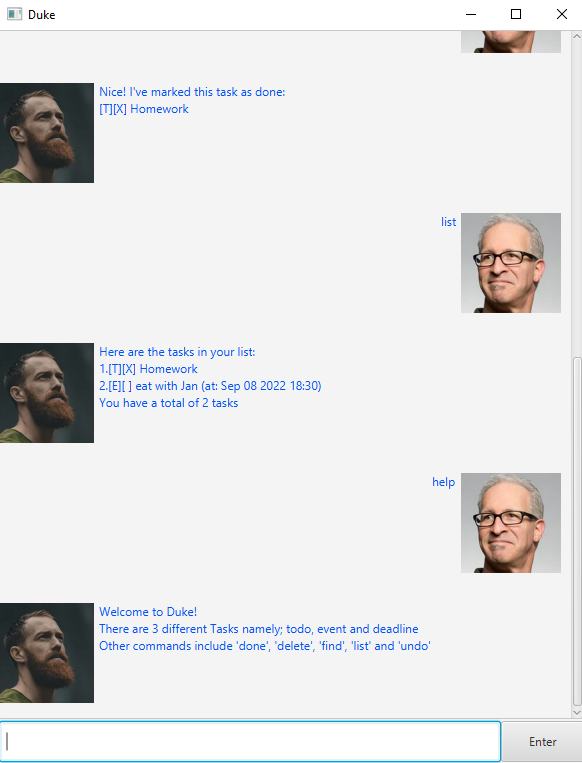 Duke
Nice! I've marked this task as done:
[T][X] Homework
list
Here are the tasks in your list:
1.[T][X] Homework
2.[E][ ] eat with Jan (at: Sep 08 2022 18:30)
You have a total of 2 tasks
help
Welcome to Duke!
There are 3 different Tasks namely; todo, event and deadline
Other commands include 'done', 'delete', 'find', 'list' and 'undo'
Enter